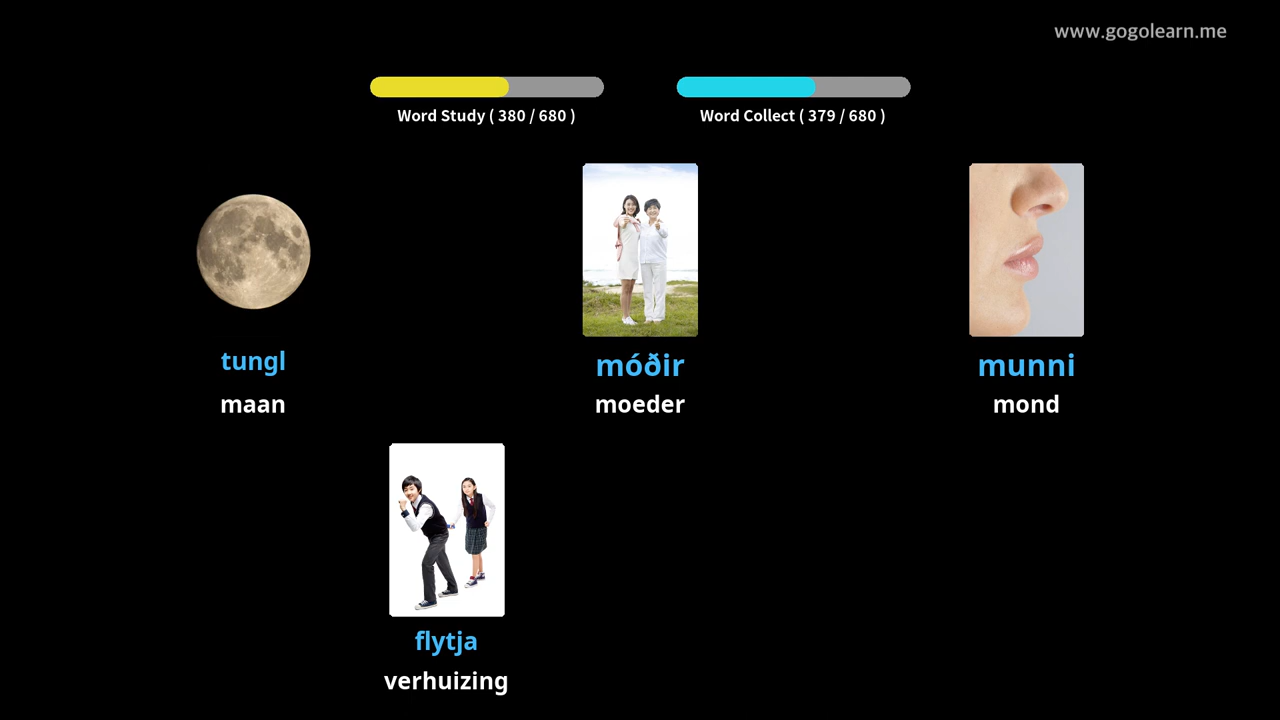 www.gogolearn.me
Word Study ( 380 / 680 )
Word Collect ( 379 / 680 )
tungl
maan
móðir
moeder
munni
mond
flytja
verhuizing